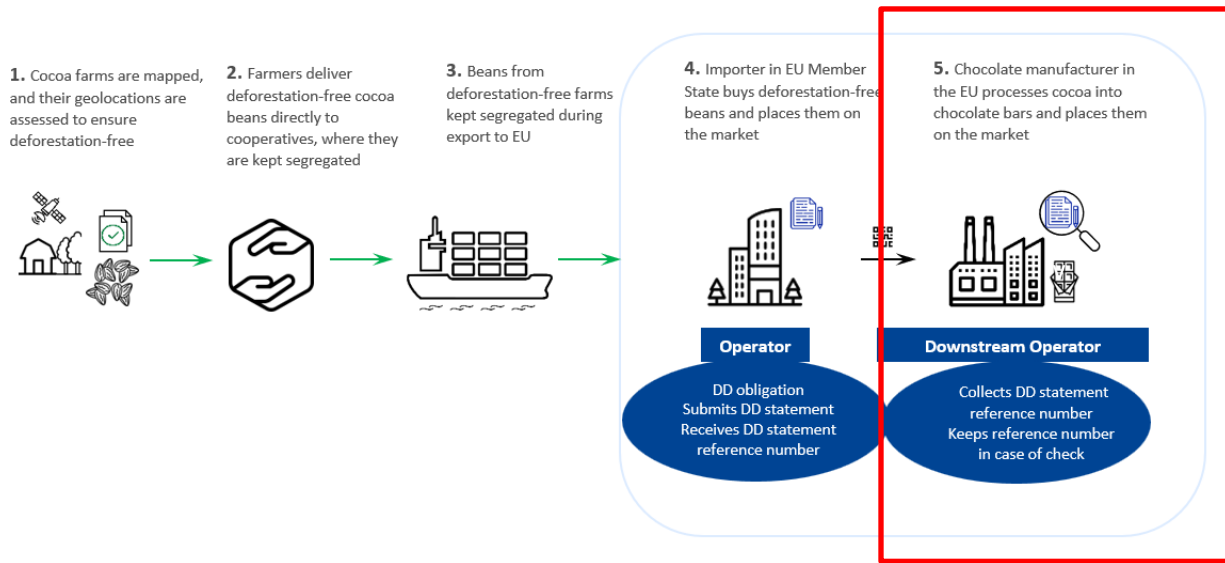 1. Cocoa farms are mapped,
and their geolocations are
assessed to ensure
deforestation-free
2. Farmers deliver
deforestation-free cocoa
beans directly to
cooperatives, where they
are kept segregated
3. Beans from
deforestation-free farms
kept segregated during
export to EU
4. Importer in EU Member
State buys deforestation-free
beans and places them on
the market
5. Chocolate manufacturer in
the EU processes cocoa into
chocolate bars and places them
on the market
Operator
DD obligation
Submits DD statement
Receives DD statement
reference number
Downstream Operator
Collects DD statement
reference number
Keeps reference number
in case of check